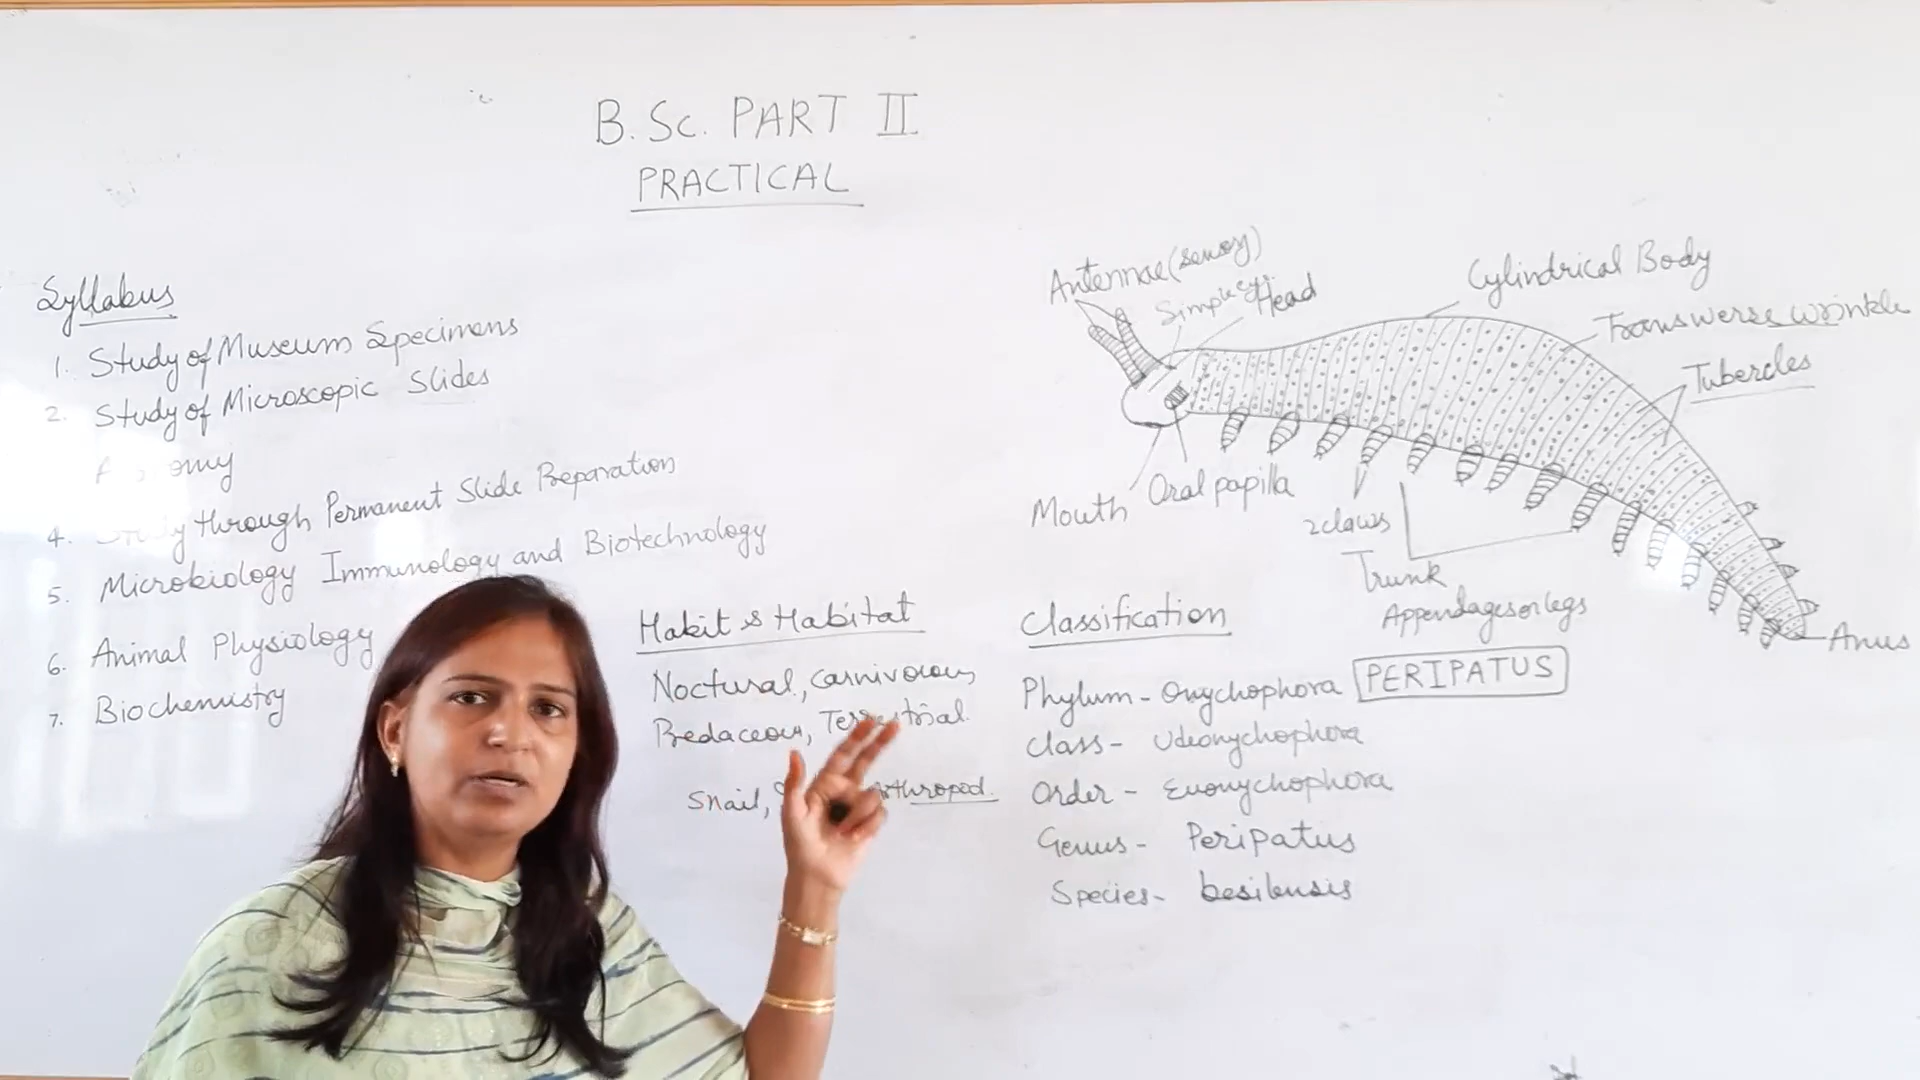 B.Sc. PART II
PRACTICAL
Syllabus
1. Study of Museum Specimens
2. Study of Microscopic Slides
4. Study through Permanent Slide Preparation
5. Microbiology Immunology and Biotechnology
6. Animal Physiology
7. Biochemistry
Habit & Habitat
Noctural, carnivorous
Predaceous, Terrestrial
Snail,
Antennae (sensory)
Head
Cylindrical Body
Transwerse wrinkle
Tubercles
Mouth
Oral papilla
2 claws
Trunk
Appendages or legs
Anus
Classification
Phylum - Onychophora
PERIPATUS
Class - Udeonychophora
Order - Euonychophora
Genus - Peripatus
Species - besilensis